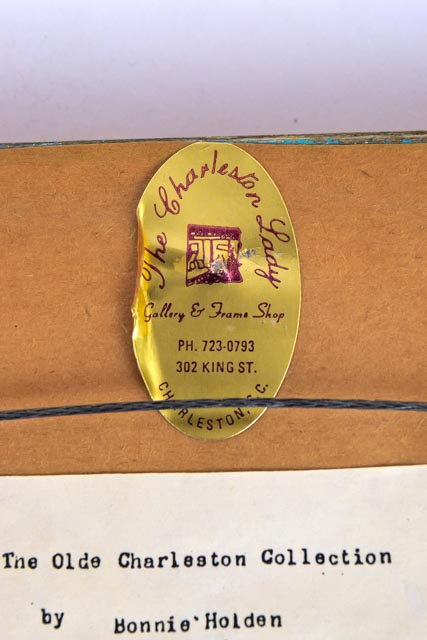 The Charleston Lady
Gallery & Frame Shop
PH. 723-0793
302 KING ST.
CHARLESTON, S.C.
The Olde Charleston Collection
by Bonnie Holden